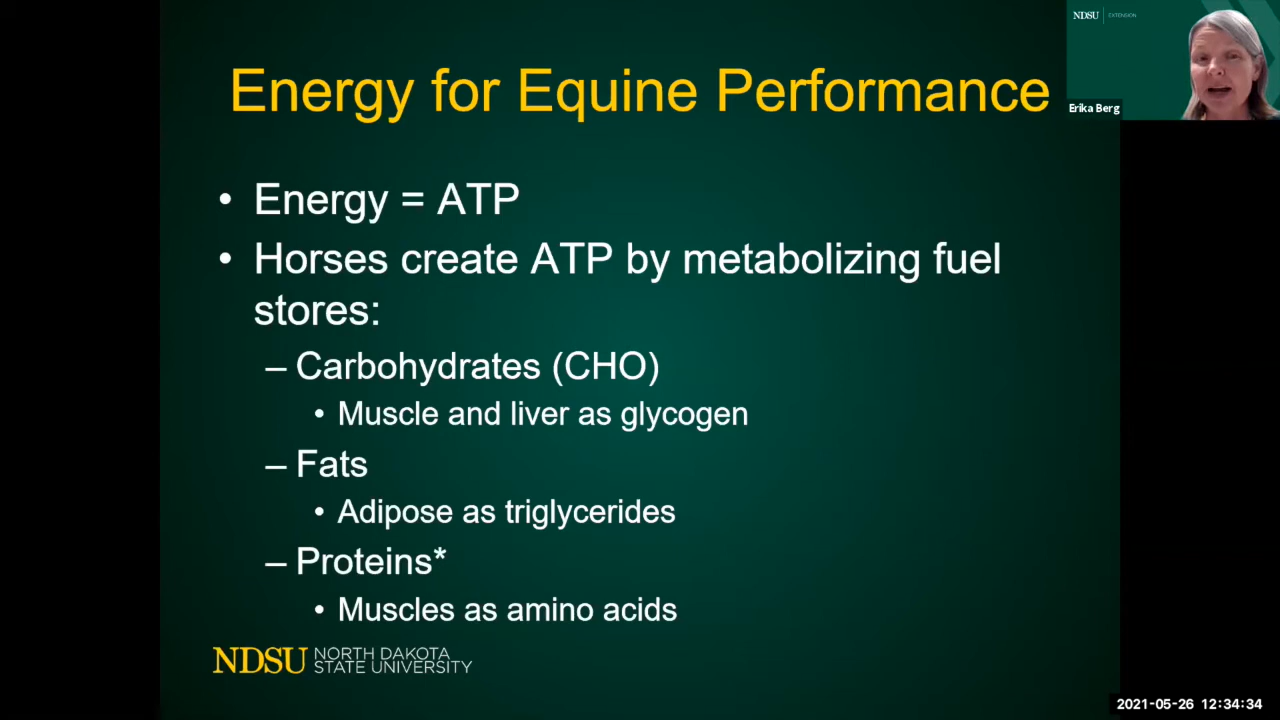 Energy for Equine Performance
NDSU | EXTENSION
Erika Berg
• Energy = ATP
• Horses create ATP by metabolizing fuel
stores:
– Carbohydrates (CHO)
• Muscle and liver as glycogen
– Fats
• Adipose as triglycerides
– Proteins*
• Muscles as amino acids
NDSU NORTH DAKOTA
STATE UNIVERSITY
2021-05-26 12:34:34